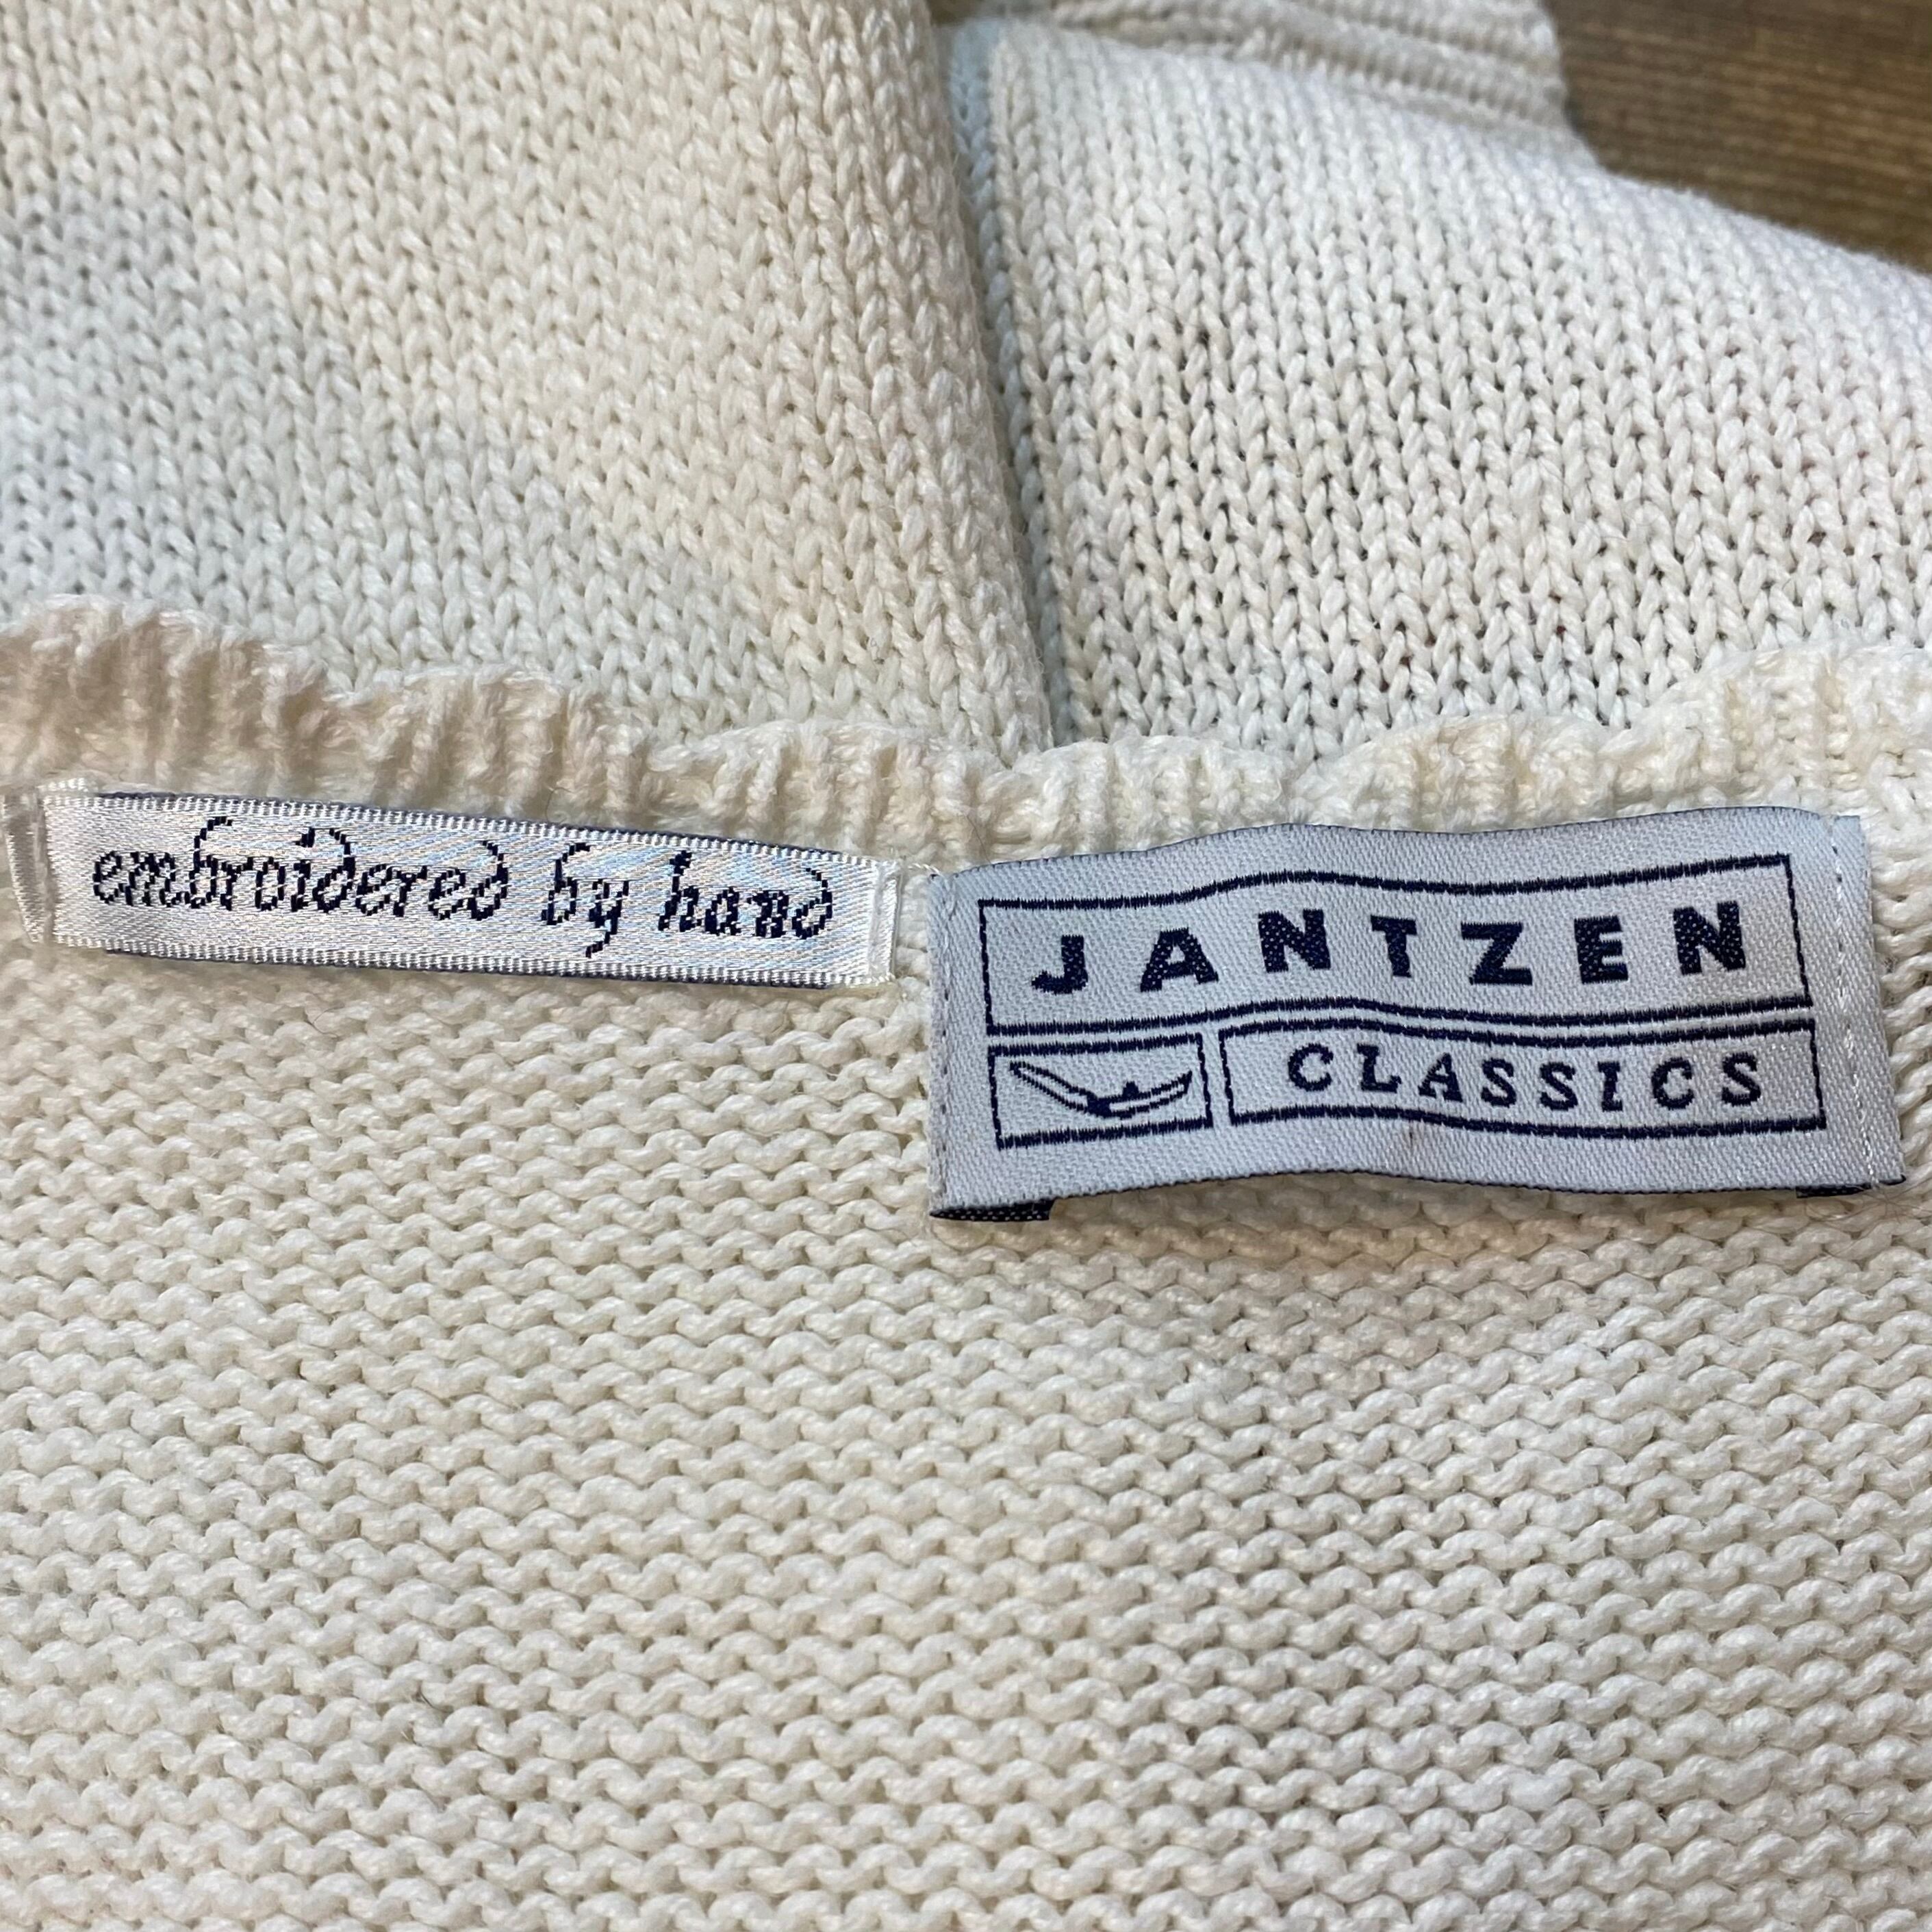 embroidered by hand
JANTZEN
CLASSICS